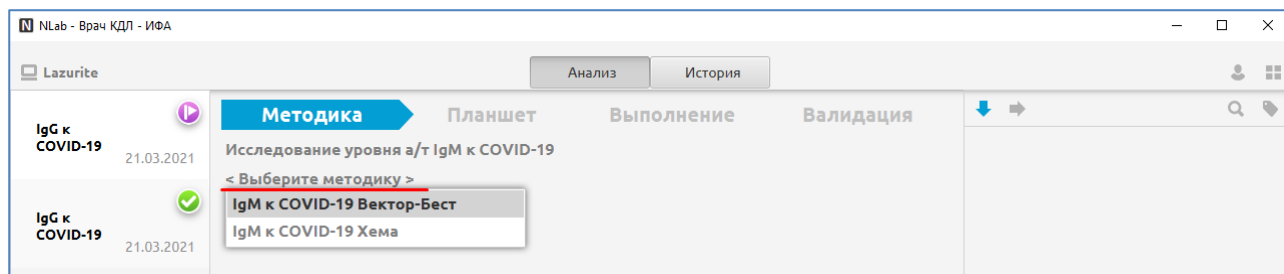 NLab - Врач КДЛ - ИФА
Lazurite
Анализ
История
IgG к
COVID-19
21.03.2021
IgG к
COVID-19
21.03.2021
Методика
Планшет
Выполнение
Валидация
Исследование уровня а/т IgM к COVID-19
< Выберите методику >
IgM к COVID-19 Вектор-Бест
IgM к COVID-19 Хема